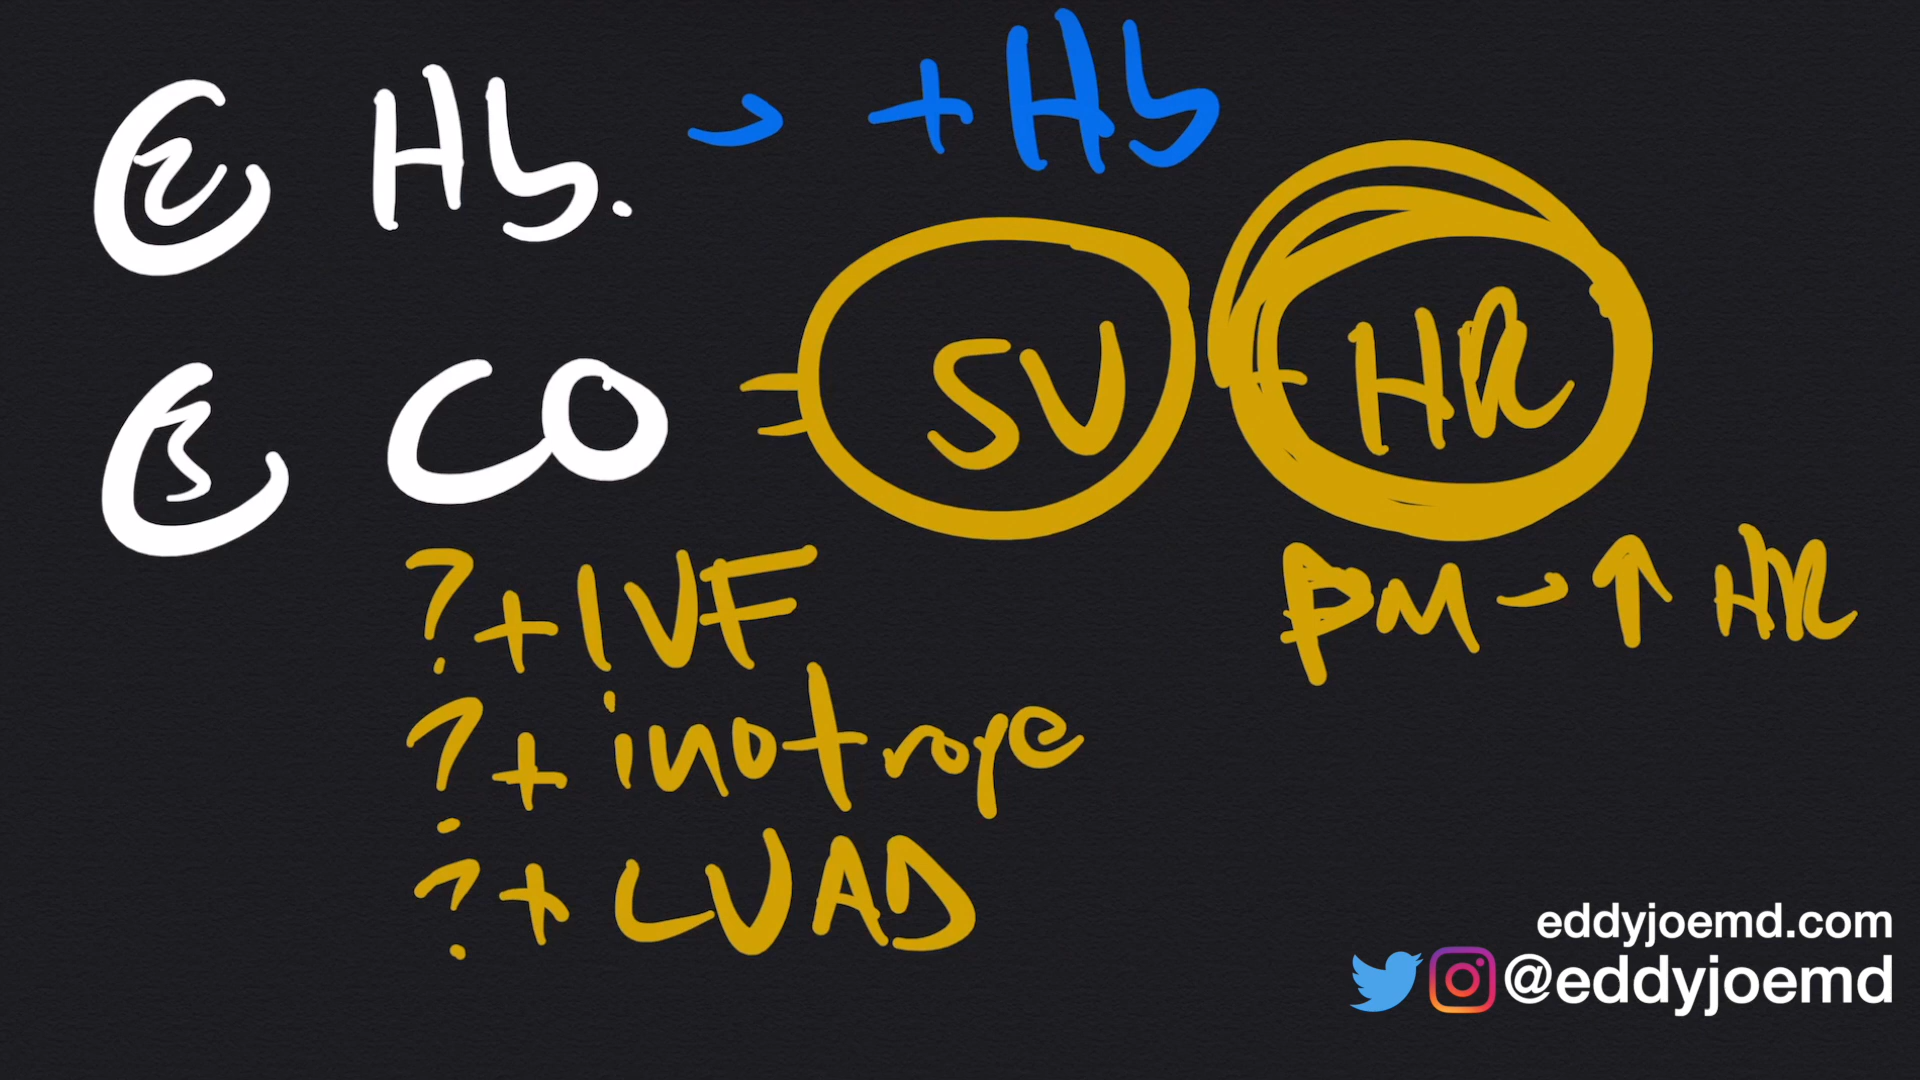 2 Hb. → + Hb
3 CO = SV + HR
? + IVF
PM → ↑ HR
? + inotrope
? + LVAD
eddyjoemd.com
@eddyjoemd